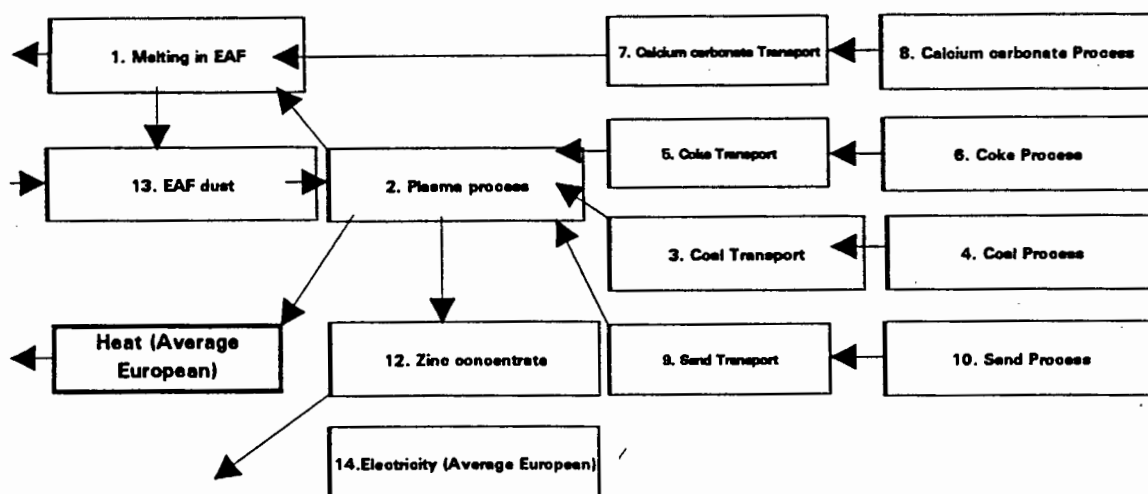 1. Melting in EAF
7. Calcium carbonate Transport
8. Calcium carbonate Process
13. EAF dust
2. Plasma process
5. Coke Transport
6. Coke Process
3. Coal Transport
4. Coal Process
Heat (Average
European)
12. Zinc concentrate
9. Sand Transport
10. Sand Process
14.Electricity (Average European)